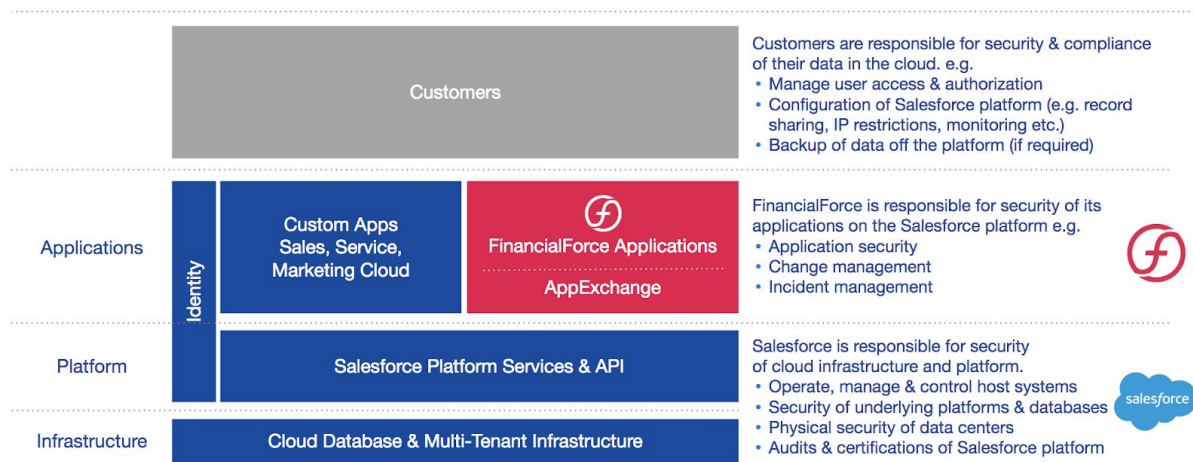 Customers
Customers are responsible for security & compliance
of their data in the cloud. e.g.
• Manage user access & authorization
• Configuration of Salesforce platform (e.g. record
sharing, IP restrictions, monitoring etc.)
• Backup of data off the platform (if required)
Applications
Identity
Custom Apps
Sales, Service,
Marketing Cloud
FinancialForce Applications
AppExchange
FinancialForce is responsible for security of its
applications on the Salesforce platform e.g.
• Application security
• Change management
• Incident management
f
Platform
Salesforce Platform Services & API
Salesforce is responsible for security
of cloud infrastructure and platform.
• Operate, manage & control host systems
• Security of underlying platforms & databases
• Physical security of data centers
• Audits & certifications of Salesforce platform
salesforce
Infrastructure
Cloud Database & Multi-Tenant Infrastructure